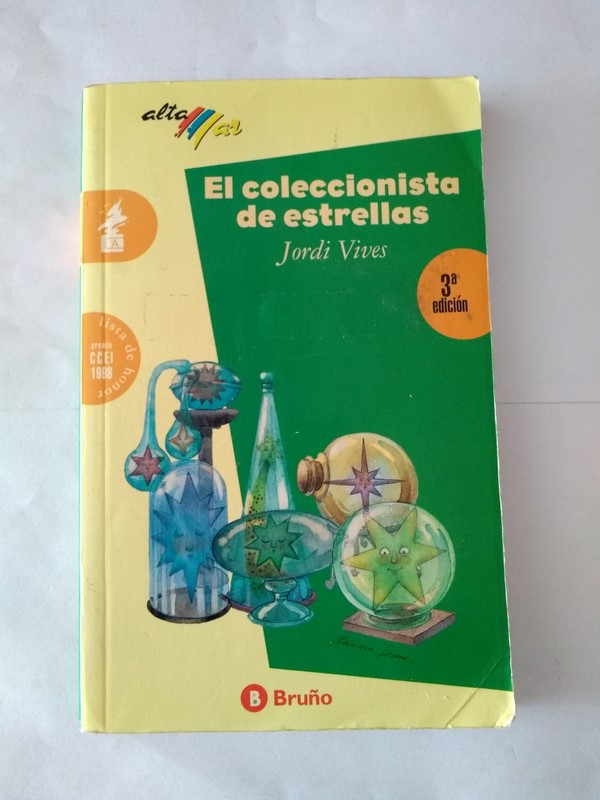 alta
mar
El coleccionista
de estrellas
Jordi Vives
3ª
edición
A
lista de honor
premio
CCEI
1998
B Bruño